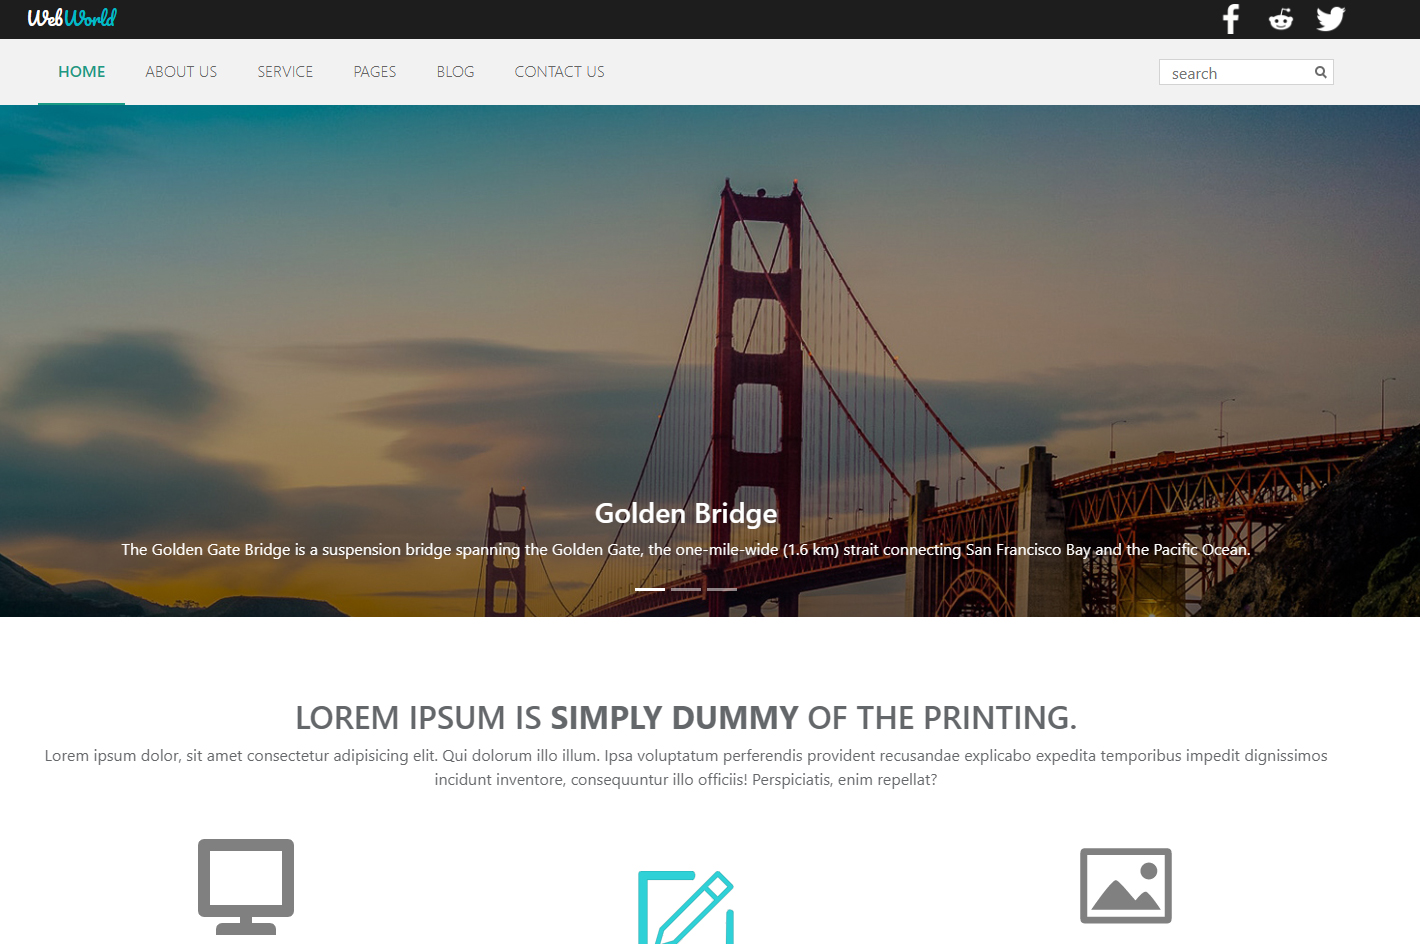 WebWorld
HOME ABOUT US SERVICE PAGES BLOG CONTACT US search
Golden Bridge
The Golden Gate Bridge is a suspension bridge spanning the Golden Gate, the one-mile-wide (1.6 km) strait connecting San Francisco Bay and the Pacific Ocean.
LOREM IPSUM IS SIMPLY DUMMY OF THE PRINTING.
Lorem ipsum dolor, sit amet consectetur adipisicing elit. Qui dolorum illo illum. Ipsa voluptatum perferendis provident recusandae explicabo expedita temporibus impedit dignissimos
incidunt inventore, consequuntur illo officiis! Perspiciatis, enim repellat?